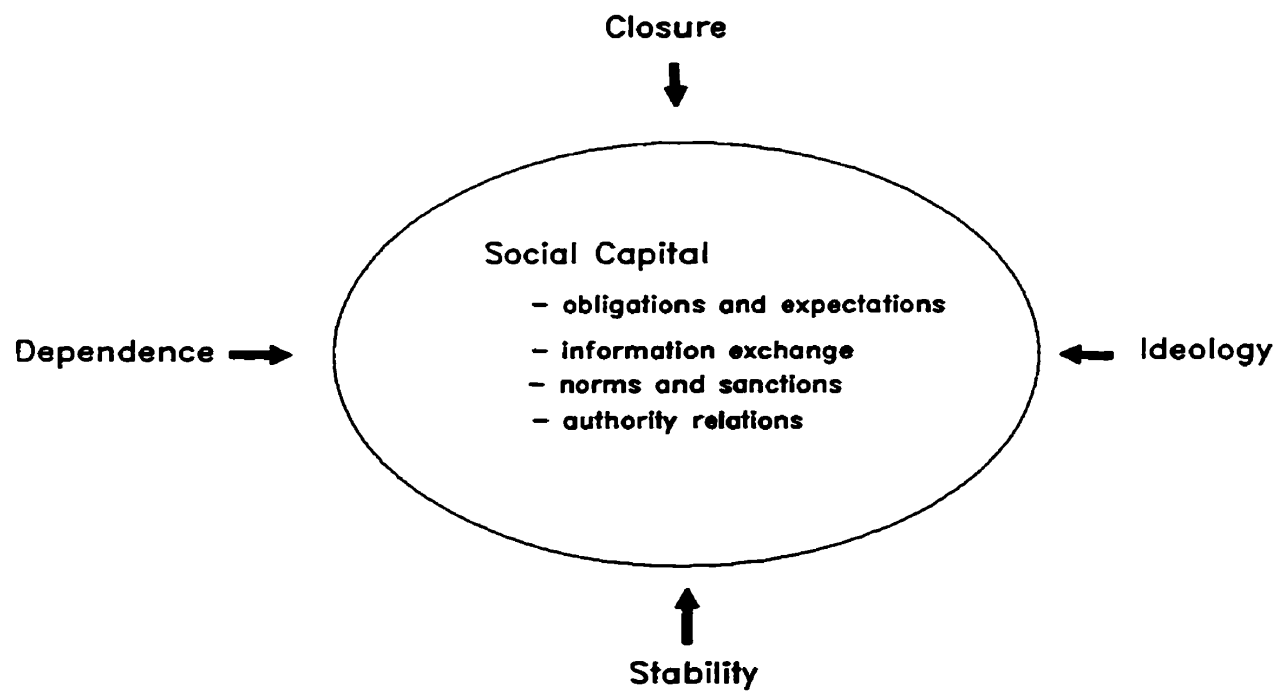 Closure
Social Capital
– obligations and expectations
Dependence
– information exchange
Ideology
– norms and sanctions
– authority relations
Stability